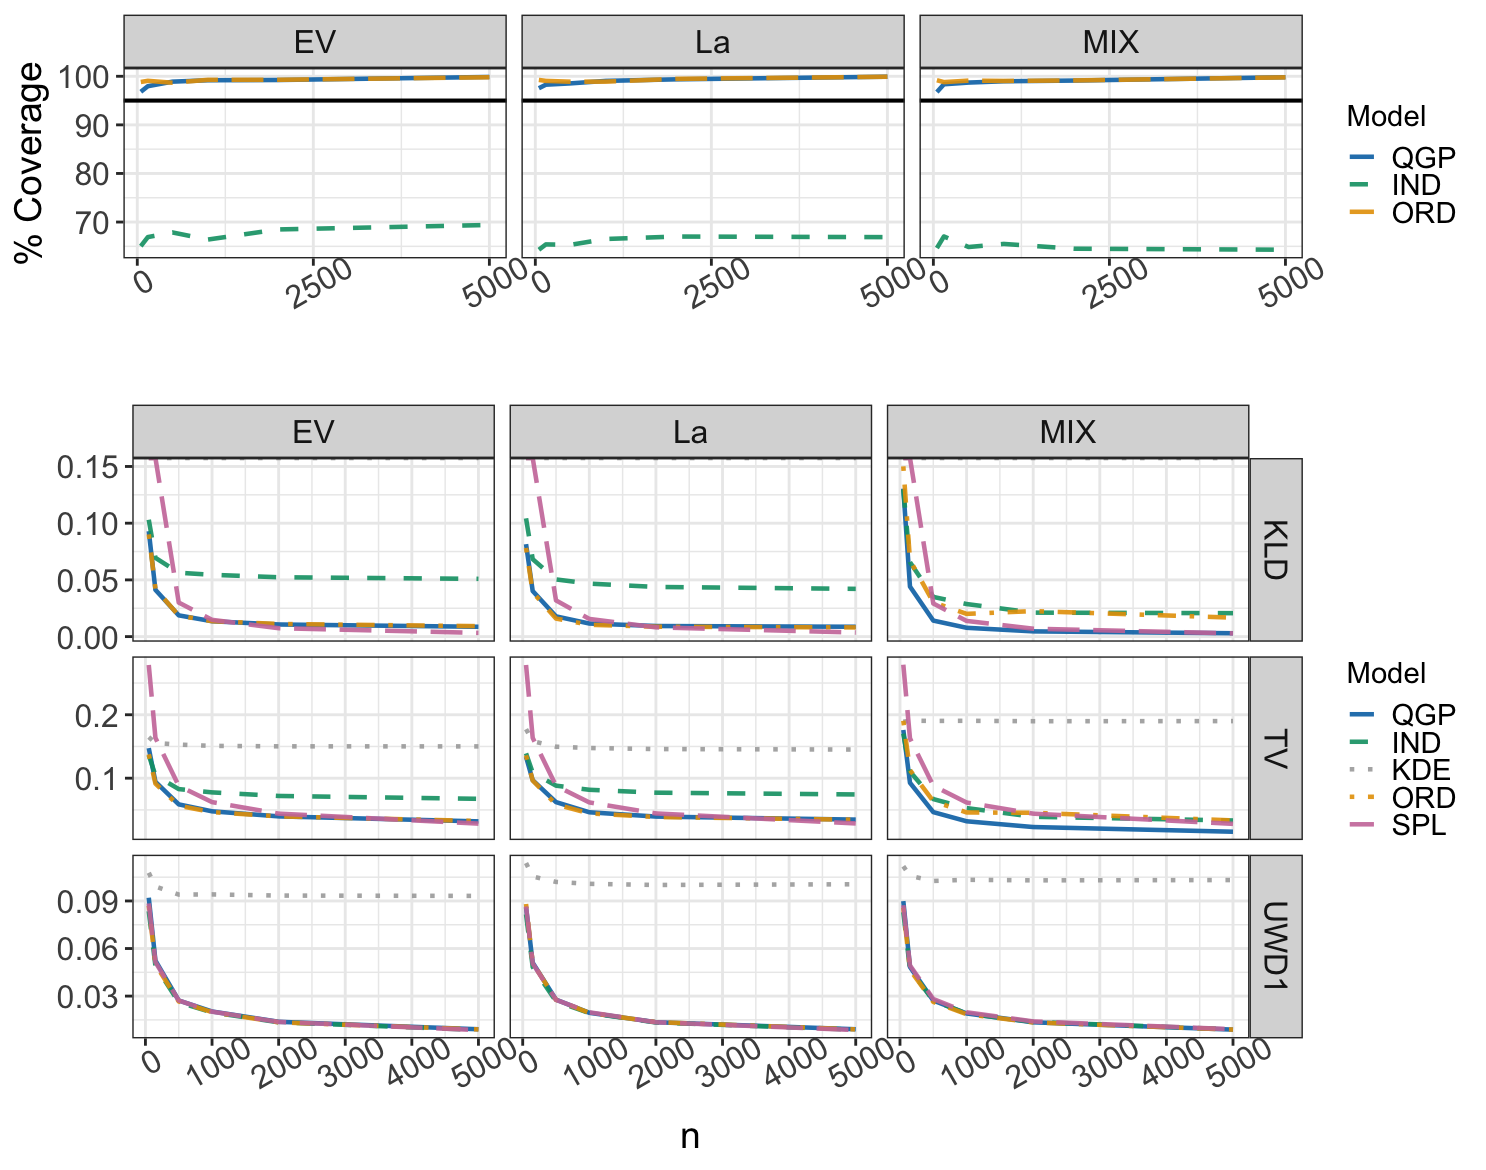 EV La MIX
% Coverage
100
90
80
70
0 2500 5000 0 2500 5000 0 2500 5000
Model
QGP
IND
ORD
EV La MIX
0.15
0.10
0.05
0.00
KLD
0.2
0.1
TV
0.09
0.06
0.03
UWD1
0 1000 2000 3000 4000 5000 0 1000 2000 3000 4000 5000 0 1000 2000 3000 4000 5000
n
Model
QGP
IND
KDE
ORD
SPL